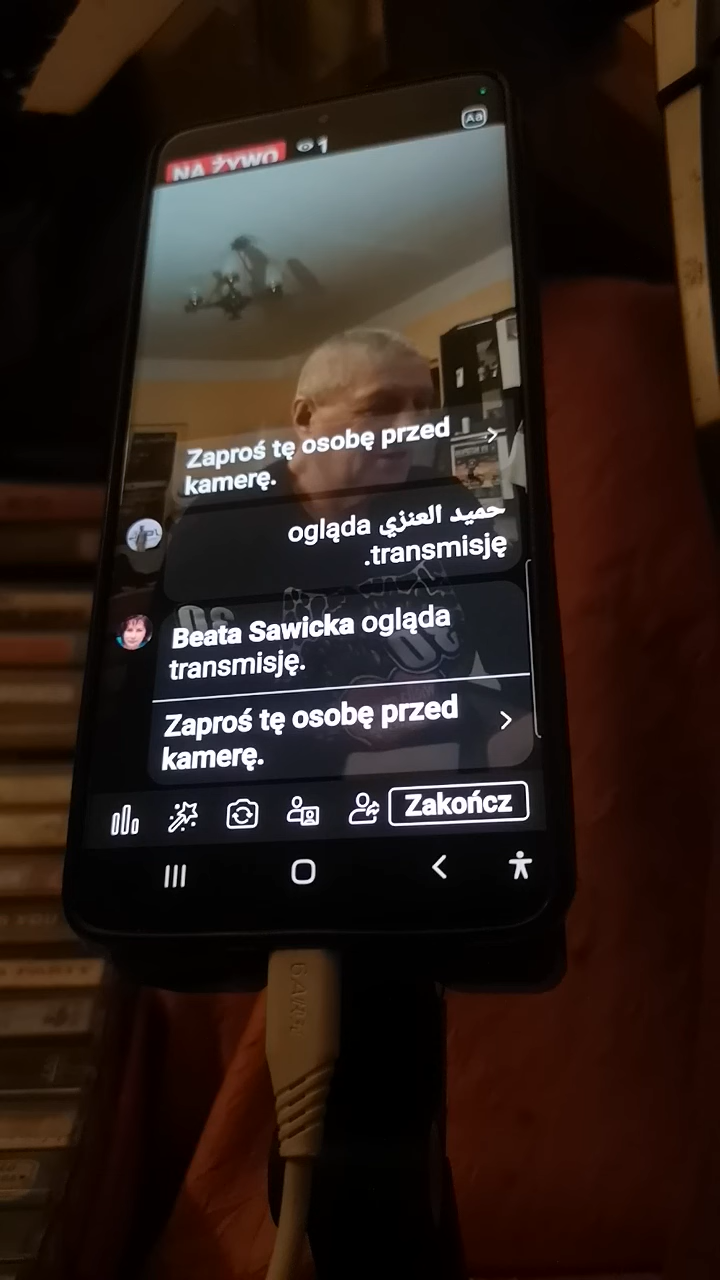 NA ŻYWO 1
Aa
Zaproś tę osobę przed
kamerę.
حميد العنزي ogląda
transmisję.
Beata Sawicka ogląda
transmisję.
Zaproś tę osobę przed
kamerę.
Zakończ